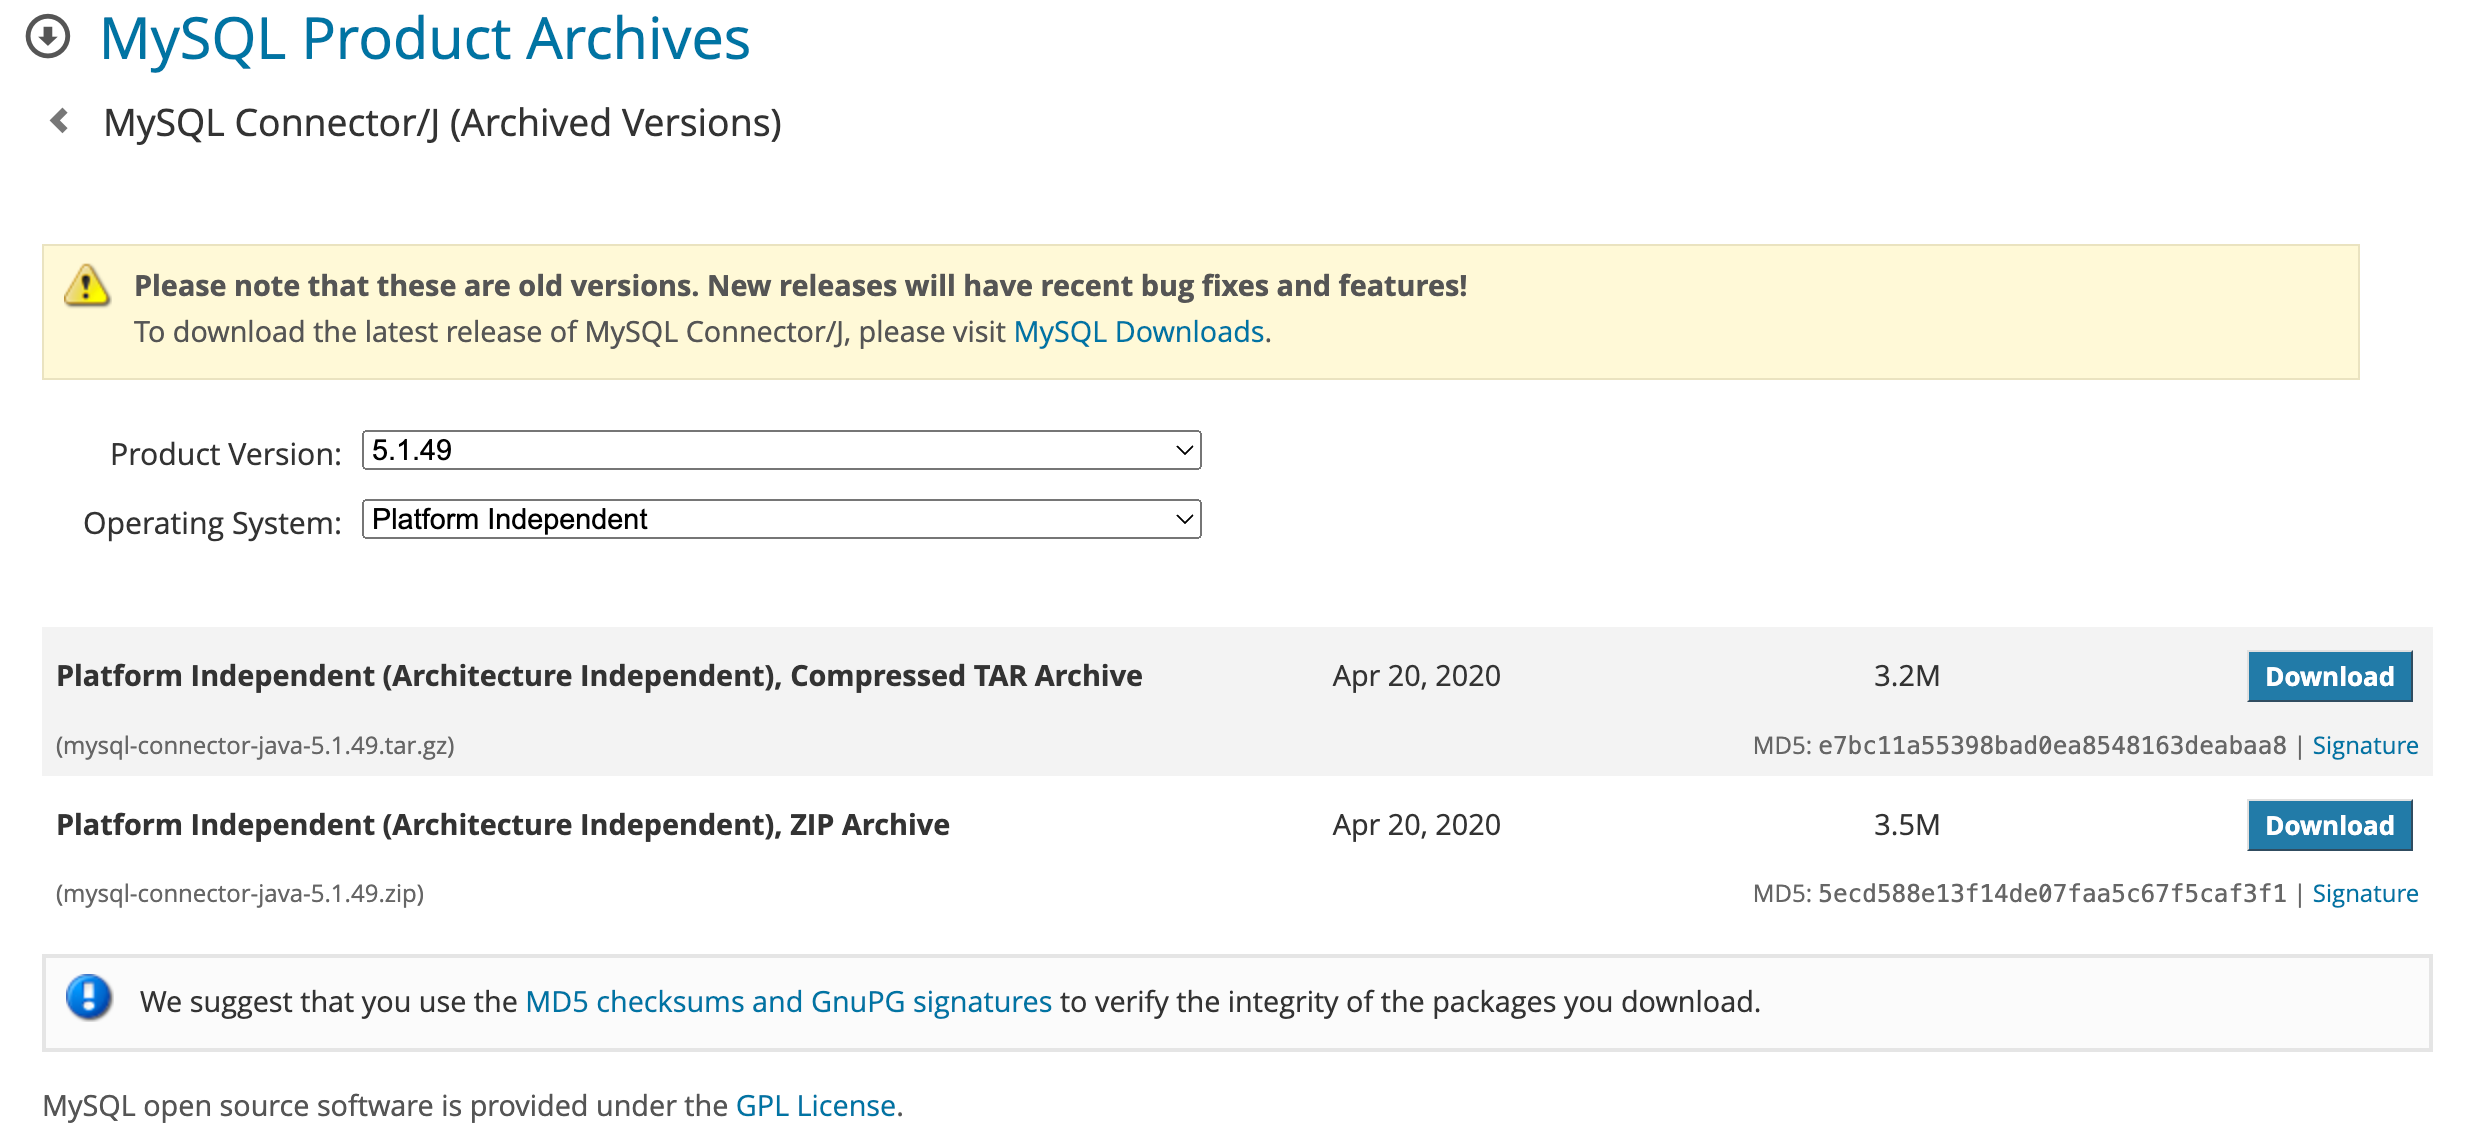 MySQL Product Archives
MySQL Connector/J (Archived Versions)
Please note that these are old versions. New releases will have recent bug fixes and features!
To download the latest release of MySQL Connector/J, please visit MySQL Downloads.
Product Version: 5.1.49
Operating System: Platform Independent
Platform Independent (Architecture Independent), Compressed TAR Archive Apr 20, 2020 3.2M Download
(mysql-connector-java-5.1.49.tar.gz) MD5: e7bc11a55398bad0ea8548163deabaa8 | Signature
Platform Independent (Architecture Independent), ZIP Archive Apr 20, 2020 3.5M Download
(mysql-connector-java-5.1.49.zip) MD5: 5ecd588e13f14de07faa5c67f5caf3f1 | Signature
We suggest that you use the MD5 checksums and GnuPG signatures to verify the integrity of the packages you download.
MySQL open source software is provided under the GPL License.